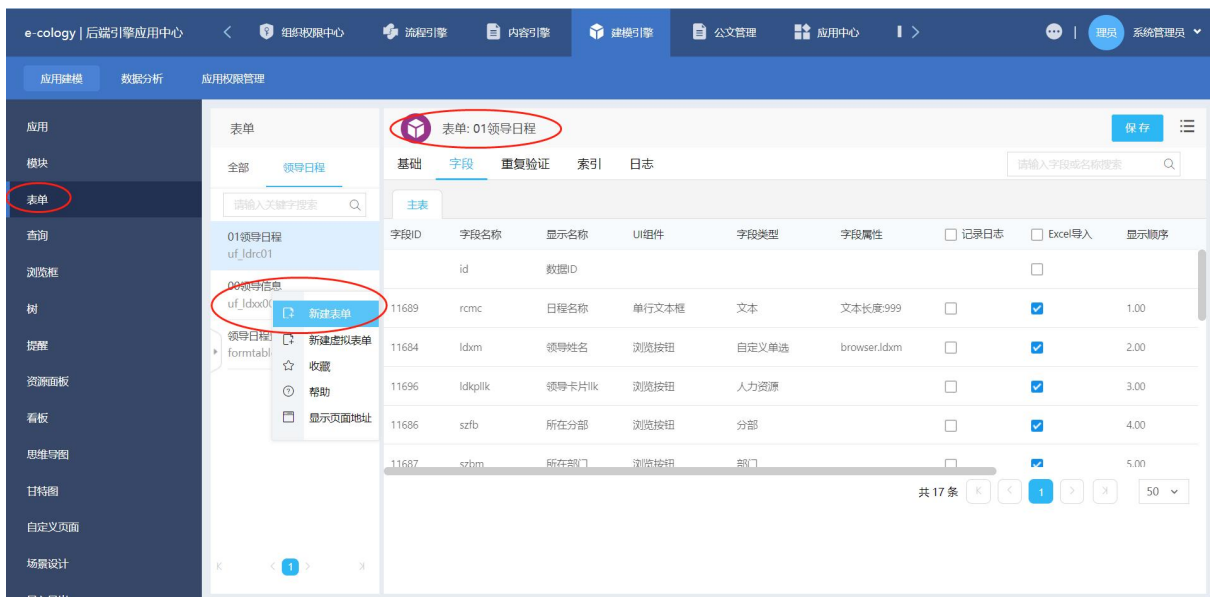 e-cology | 后端引擎应用中心
组织权限中心 流程引擎 内容引擎 建模引擎 公文管理 应用中心 理员 系统管理员
应用建模 数据分析 应用权限管理
应用
模块
表单
查询
浏览框
树
提醒
资源面板
看板
思维导图
甘特图
自定义页面
场景设计
表单
全部 领导日程
请输入关键字搜索
01领导日程
uf_ldrc01
00领导信息
uf_ldxx0
领导日程
formtabl
新建表单
新建虚拟表单
收藏
帮助
显示页面地址
1
表单: 01领导日程 保存
基础 字段 重复验证 索引 日志 请输入字段或名称搜索
主表
字段ID 字段名称 显示名称 UI组件 字段类型 字段属性 记录日志 Excel导入 显示顺序
id 数据ID
11689 rcmc 日程名称 单行文本框 文本 文本长度:999 1.00
11684 ldxm 领导姓名 浏览按钮 自定义单选 browser.ldxm 2.00
11696 ldkpllk 领导卡片llk 浏览按钮 人力资源 3.00
11686 szfb 所在分部 浏览按钮 分部 4.00
11687 szbm 所在部门 浏览按钮 部门 5.00
共 17 条 1 50